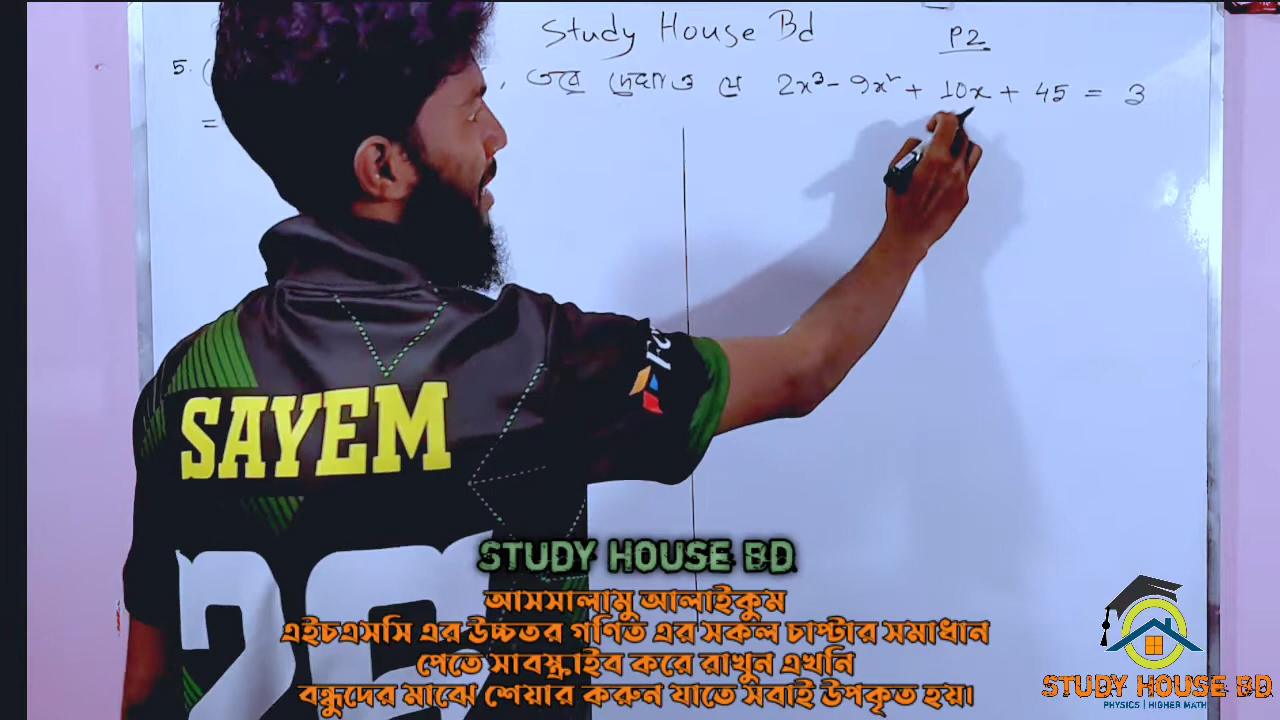 Study House Bd
P2
5. ( , তবে দেখাও যে 2x³ - 9x² + 10x + 45 = 3
=
SAYEM
STUDY HOUSE BD
আসসালামু আলাইকুম
এইচএসসি এর উচ্চতর গণিত এর সকল চাপ্টার সমাধান
পেতে সাবস্ক্রাইব করে রাখুন এখনি
বন্ধুদের মাঝে শেয়ার করুন যাতে সবাই উপকৃত হয়।
STUDY HOUSE BD
PHYSICS | HIGHER MATH